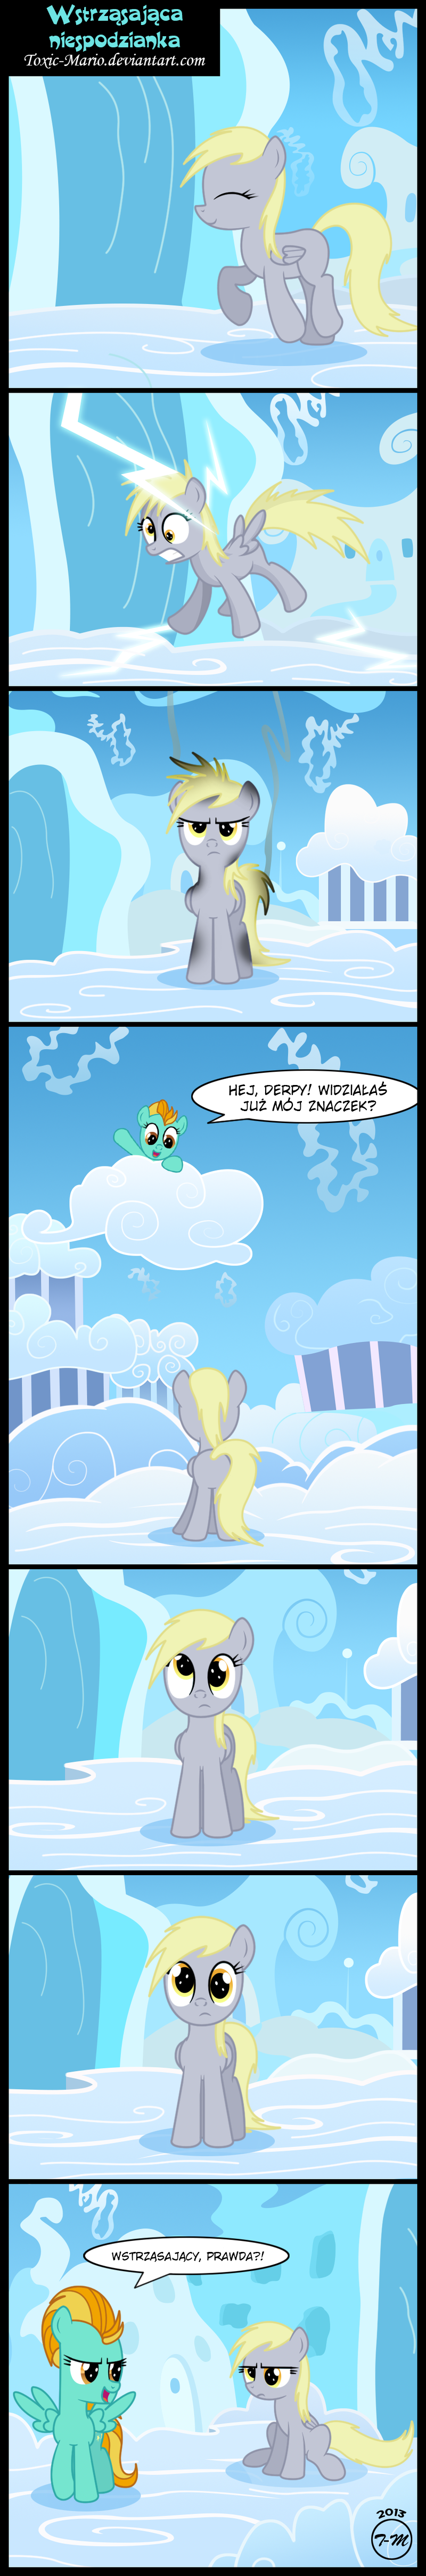 Wstrząsająca
niespodzianka
Toxic-Mario.deviantart.com
HEJ, DERPY! WIDZIAŁAŚ
JUŻ MÓJ ZNACZEK?
WSTRZĄSAJĄCY, PRAWDA?!
2013
T-M